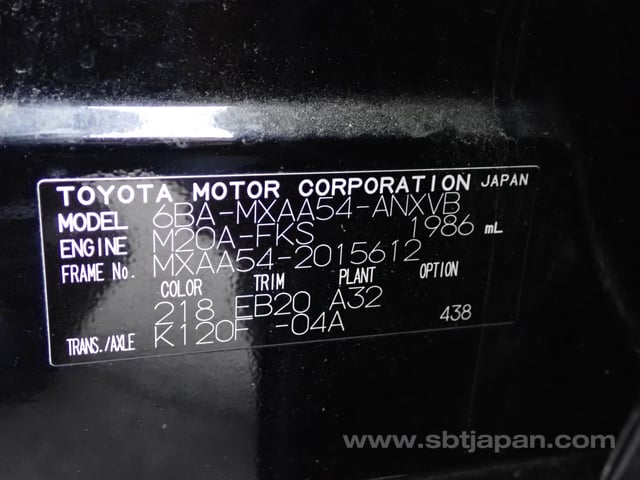 TOYOTA MOTOR CORPORATION JAPAN
MODEL 6BA-MXAA54-ANXVB
ENGINE M20A-FKS 1986 mL
FRAME No. MXAA54-2015612
COLOR TRIM PLANT OPTION
218 EB20 A32
TRANS./AXLE K120F -04A 438
www.sbtjapan.com